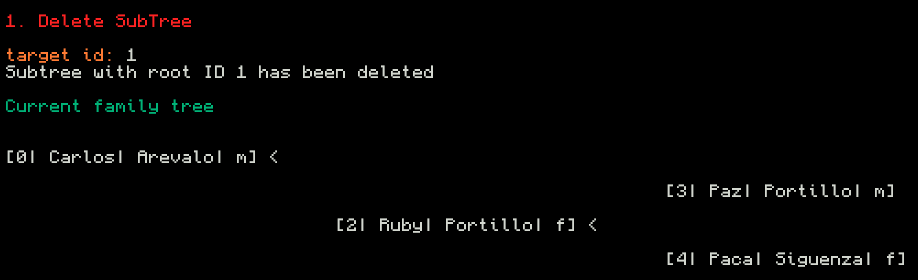 1. Delete SubTree
target id: 1
Subtree with root ID 1 has been deleted
Current family tree
[0| Carlos| Arevalo| m] <
[3| Paz| Portillo| m]
[2| Ruby| Portillo| f] <
[4| Paca| Siguenza| f]